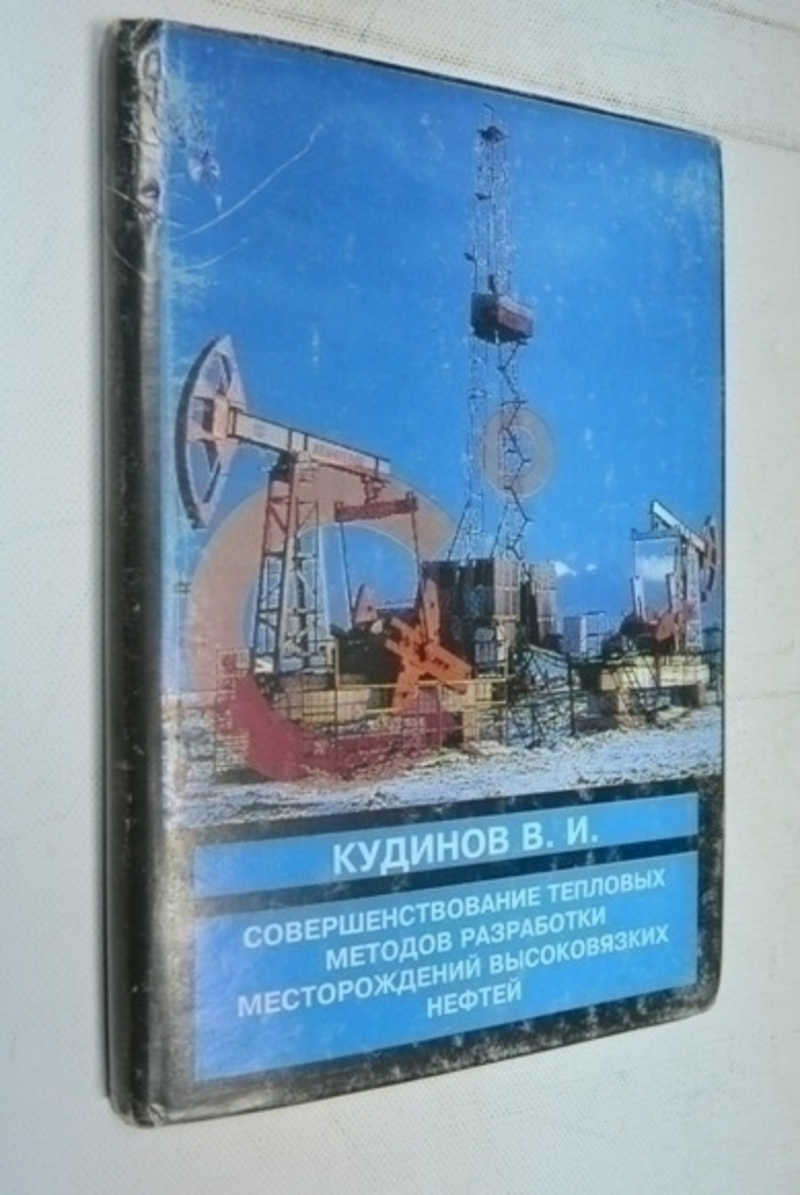 КУДИНОВ В. И.
СОВЕРШЕНСТВОВАНИЕ ТЕПЛОВЫХ
МЕТОДОВ РАЗРАБОТКИ
МЕСТОРОЖДЕНИЙ ВЫСОКОВЯЗКИХ
НЕФТЕЙ